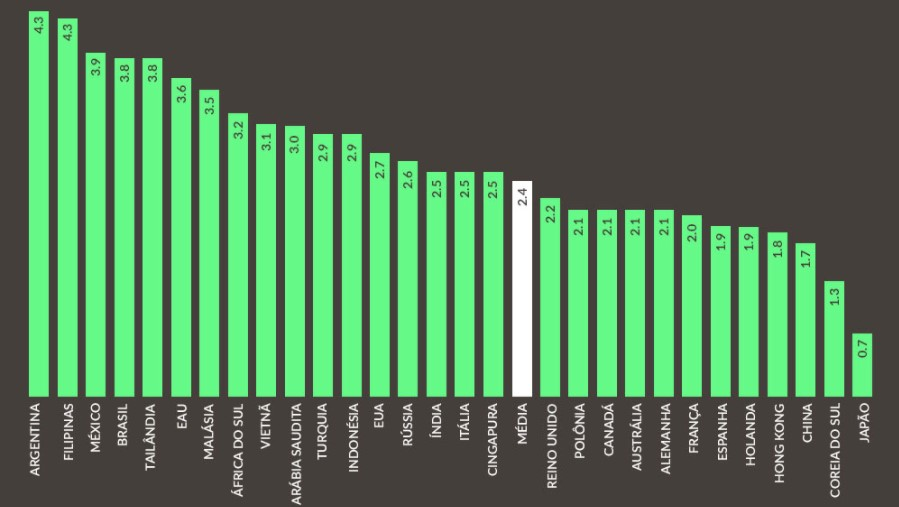 4.3
4.3
3.9
3.8
3.8
3.6
3.5
3.2
3.1
3.0
2.9
2.9
2.7
2.6
2.5
2.5
2.5
2.4
2.2
2.1
2.1
2.1
2.1
2.0
1.9
1.9
1.8
1.7
1.3
0.7
ARGENTINA
FILIPINAS
MÉXICO
BRASIL
TAILÂNDIA
EAU
MALÁSIA
ÁFRICA DO SUL
VIETNÃ
ARÁBIA SAUDITA
TURQUIA
INDONÉSIA
EUA
RÚSSIA
ÍNDIA
ITÁLIA
CINGAPURA
MÉDIA
REINO UNIDO
POLÔNIA
CANADÁ
AUSTRÁLIA
ALEMANHA
FRANÇA
ESPANHA
HOLANDA
HONG KONG
CHINA
COREIA DO SUL
JAPÃO